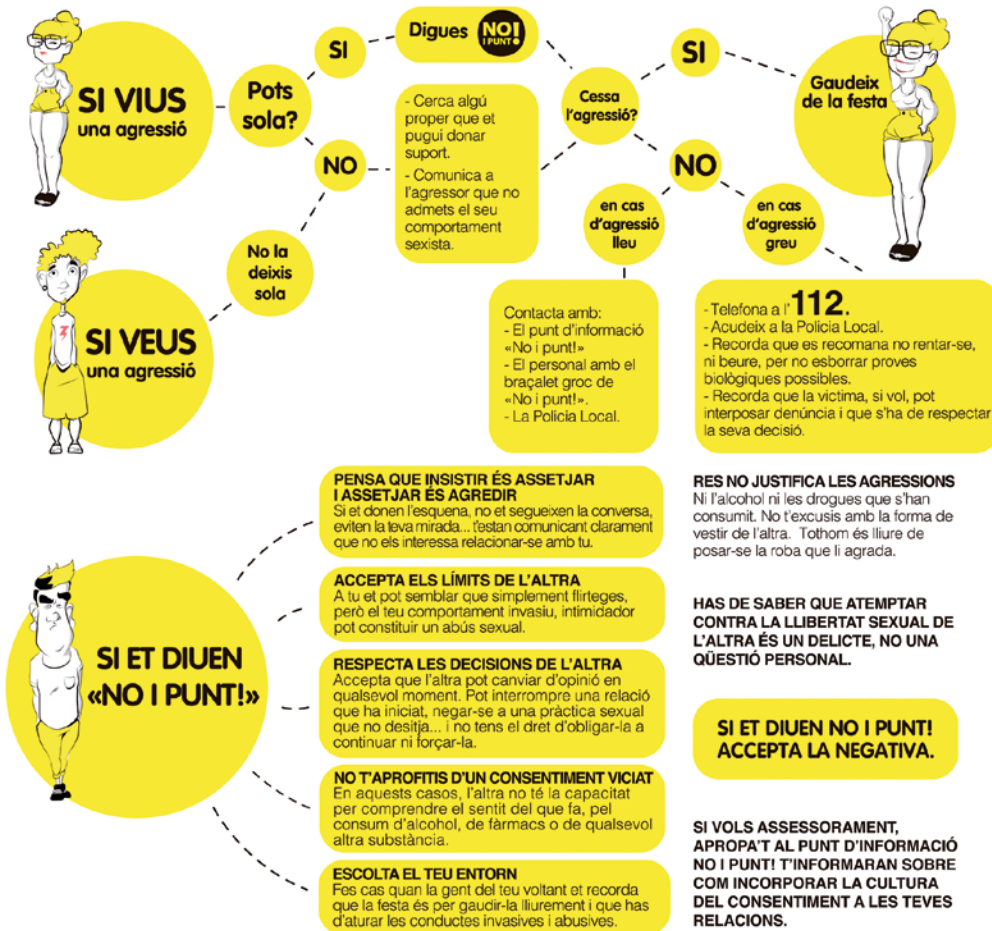 SI VIUS
una agressió
Pots
sola?
SI
Digues NO!
I PUNT!
NO
- Cerca algú
proper que et
pugui donar
suport.
- Comunica a
l'agressor que no
admets el seu
comportament
sexista.
Cessa
l'agressió?
SI
Gaudeix
de la festa
NO
en cas
d'agressió
lleu
en cas
d'agressió
greu
SI VEUS
una agressió
No la
deixis
sola
Contacta amb:
- El punt d'informació
«No i punt!»
- El personal amb el
braçalet groc de
«No i punt!».
- La Policia Local.
- Telefona a l'112.
- Acudeix a la Policia Local.
- Recorda que es recomana no rentar-se,
ni beure, per no esborrar proves
biològiques possibles.
- Recorda que la victima, si vol, pot
interposar denúncia i que s'ha de respectar
la seva decisió.
SI ET DIUEN
«NO I PUNT!»
PENSA QUE INSISTIR ÉS ASSETJAR
I ASSETJAR ÉS AGREDIR
Si et donen l'esquena, no et segueixen la conversa,
eviten la teva mirada... t'estan comunicant clarament
que no els interessa relacionar-se amb tu.
ACCEPTA ELS LÍMITS DE L'ALTRA
A tu et pot semblar que simplement flirteges,
però el teu comportament invasiu, intimidador
pot constituir un abús sexual.
RESPECTA LES DECISIONS DE L'ALTRA
Accepta que l'altra pot canviar d'opinió en
qualsevol moment. Pot interrompre una relació
que ha iniciat, negar-se a una pràctica sexual
que no desitja... i no tens el dret d'obligar-la a
continuar ni forçar-la.
NO T'APROFITIS D'UN CONSENTIMENT VICIAT
En aquests casos, l'altra no té la capacitat
per comprendre el sentit del que fa, pel
consum d'alcohol, de fàrmacs o de qualsevol
altra substància.
ESCOLTA EL TEU ENTORN
Fes cas quan la gent del teu voltant et recorda
que la festa és per gaudir-la lliurement i que has
d'aturar les conductes invasives i abusives.
RES NO JUSTIFICA LES AGRESSIONS
Ni l'alcohol ni les drogues que s'han
consumit. No t'excusis amb la forma de
vestir de l'altra. Tothom és lliure de
posar-se la roba que li agrada.
HAS DE SABER QUE ATEMPTAR
CONTRA LA LLIBERTAT SEXUAL DE
L'ALTRA ÉS UN DELICTE, NO UNA
QÜESTIÓ PERSONAL.
SI ET DIUEN NO I PUNT!
ACCEPTA LA NEGATIVA.
SI VOLS ASSESSORAMENT,
APROPA'T AL PUNT D'INFORMACIÓ
NO I PUNT! T'INFORMARAN SOBRE
COM INCORPORAR LA CULTURA
DEL CONSENTIMENT A LES TEVES
RELACIONS.